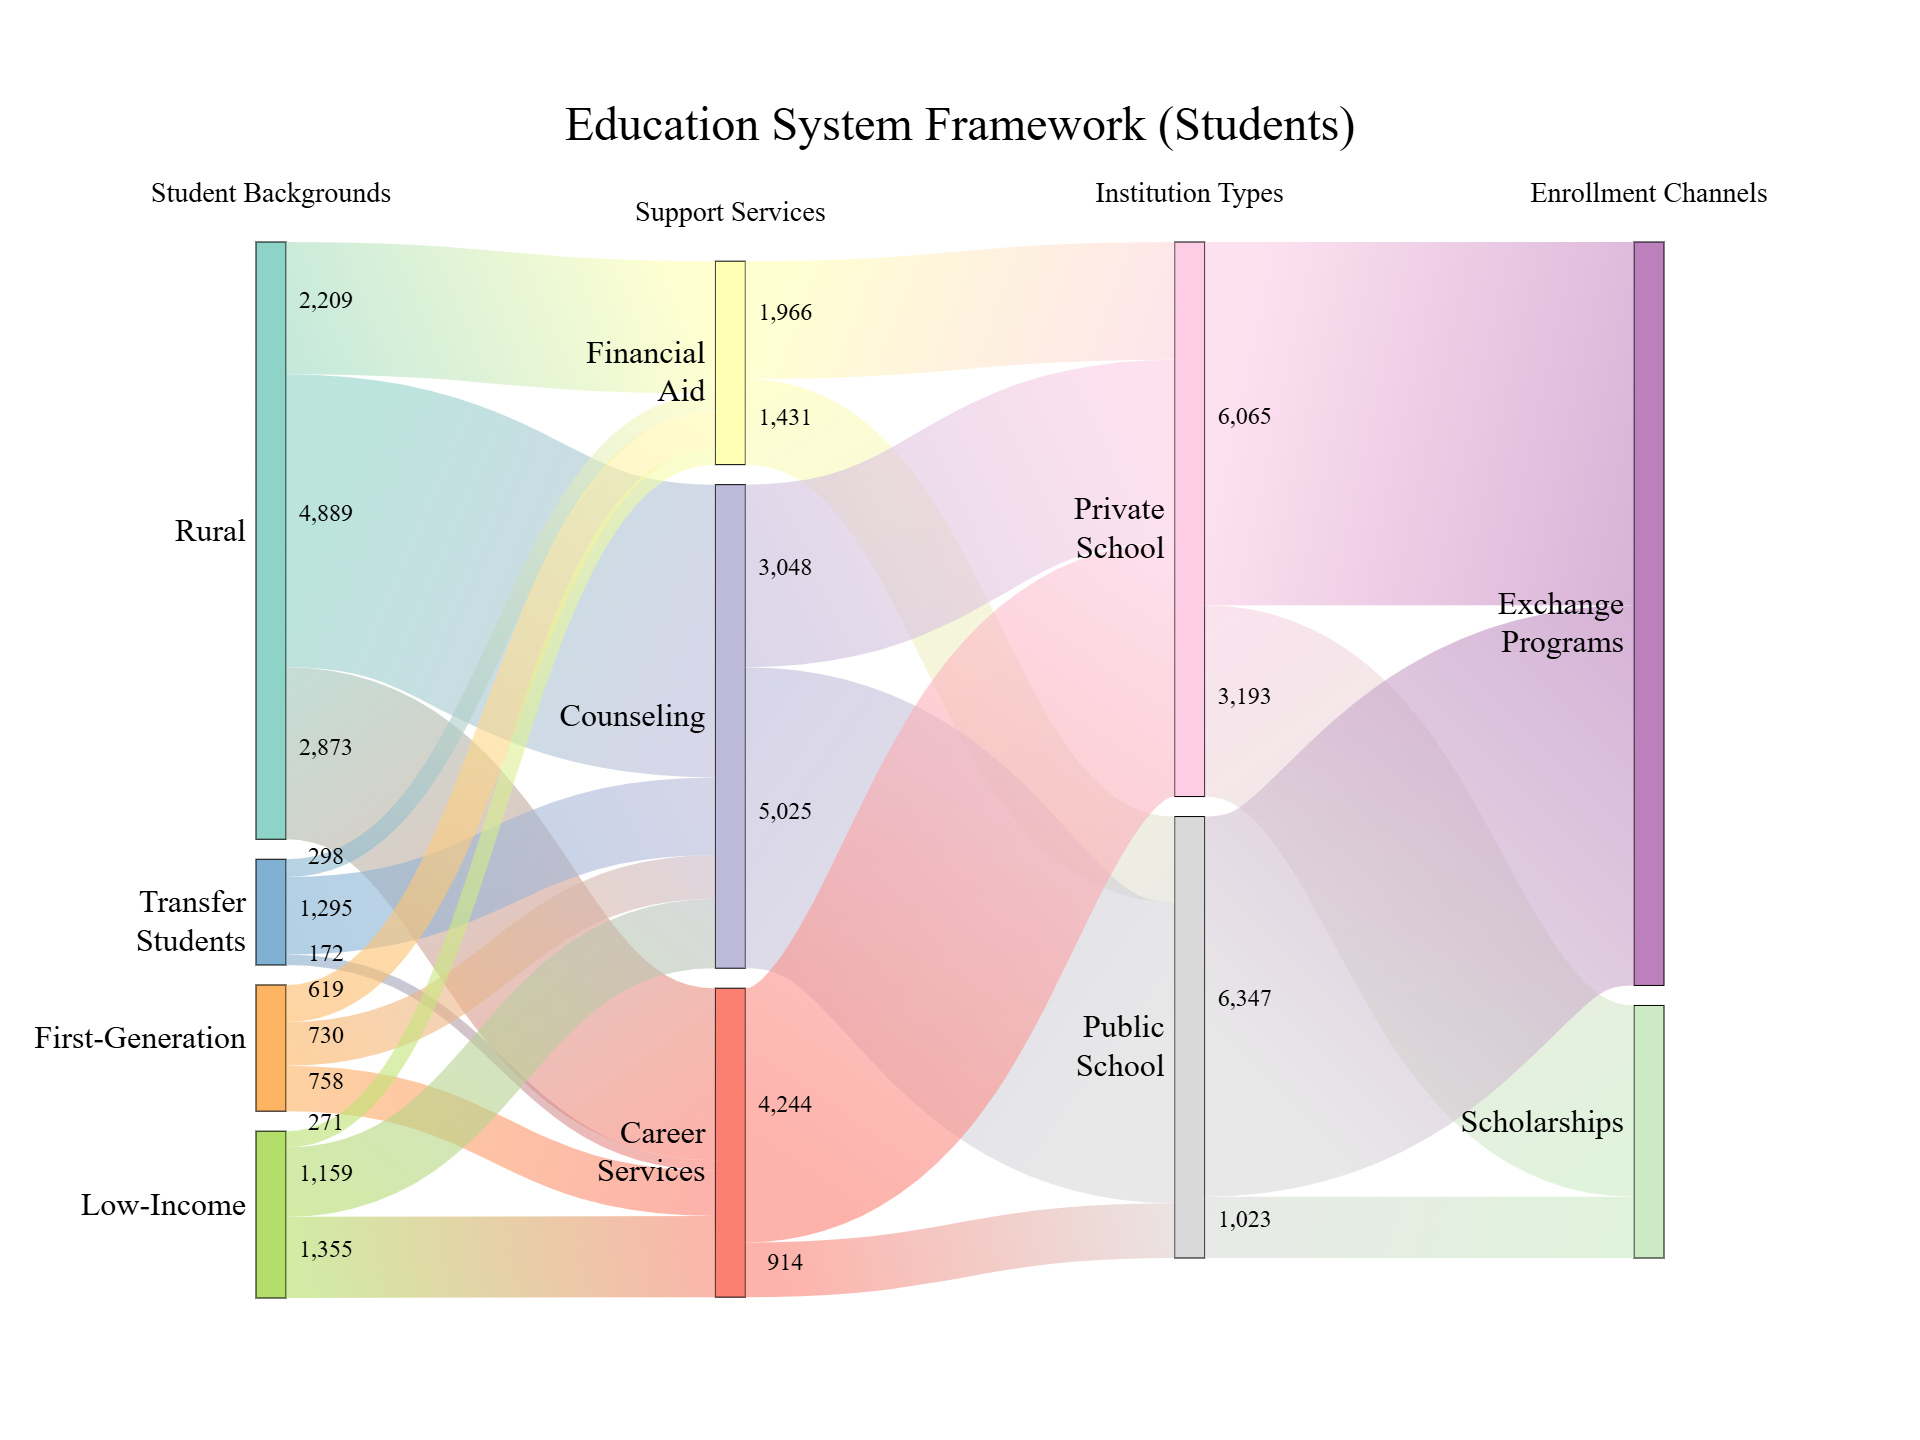 Education System Framework (Students)
Student Backgrounds
Support Services
Institution Types
Enrollment Channels
2,209
4,889
2,873
Rural
298
1,295
172
Transfer
Students
619
730
758
First-Generation
271
1,159
1,355
Low-Income
Financial
Aid
1,966
1,431
Counseling
3,048
5,025
Career
Services
4,244
914
Private
School
6,065
3,193
Public
School
6,347
1,023
Exchange
Programs
Scholarships